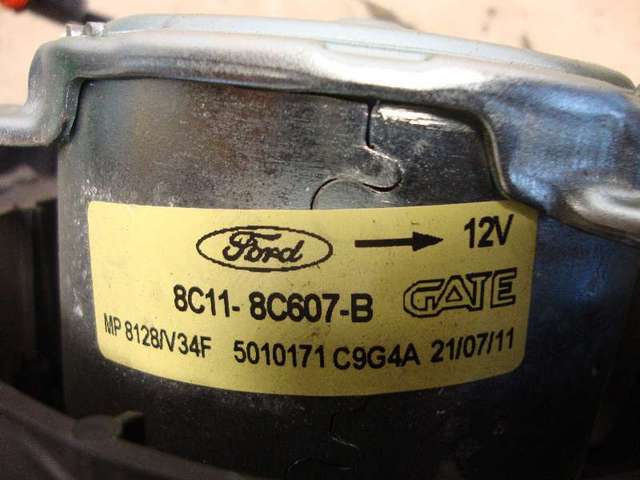 Ford → 12V
8C11-8C607-B GATE
MP 8128/V34F 5010171 C9G4A 21/07/11